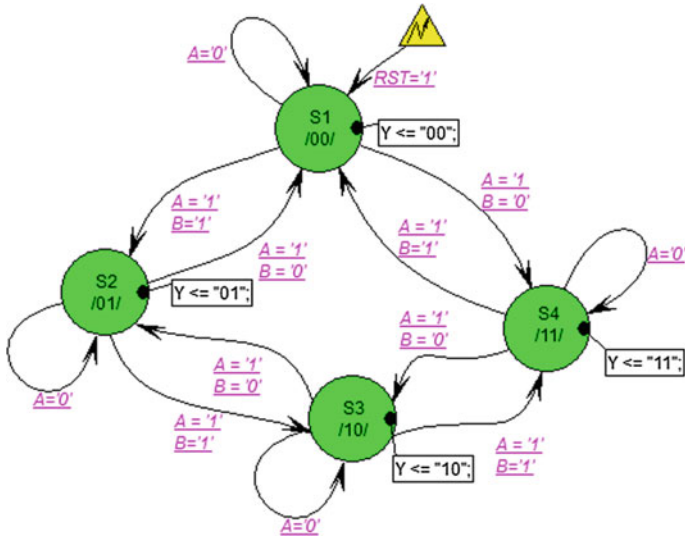 A='0'
RST='1'
S1
/00/
Y <= "00";
A = '1'
B='1'
A = '1'
B = '0'
A = '1'
B='1'
A = '1
B = '0'
S2
/01/
Y <= "01";
A='0'
S4
/11/
Y <= "11";
A='0'
A = '1'
B = '0'
A = '1'
B = '0'
A = '1'
B='1'
S3
/10/
Y <= "10";
A = '1'
B='1'
A='0'